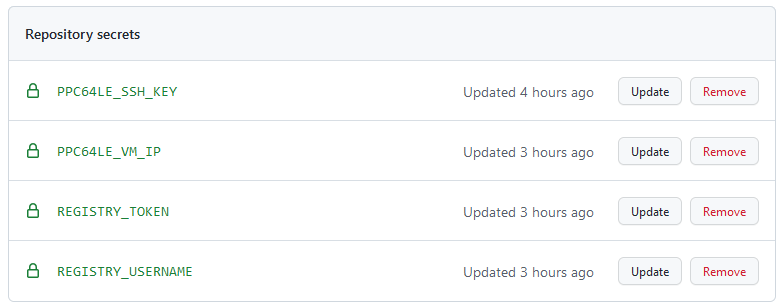 Repository secrets
PPC64LE_SSH_KEY Updated 4 hours ago Update Remove
PPC64LE_VM_IP Updated 3 hours ago Update Remove
REGISTRY_TOKEN Updated 3 hours ago Update Remove
REGISTRY_USERNAME Updated 3 hours ago Update Remove